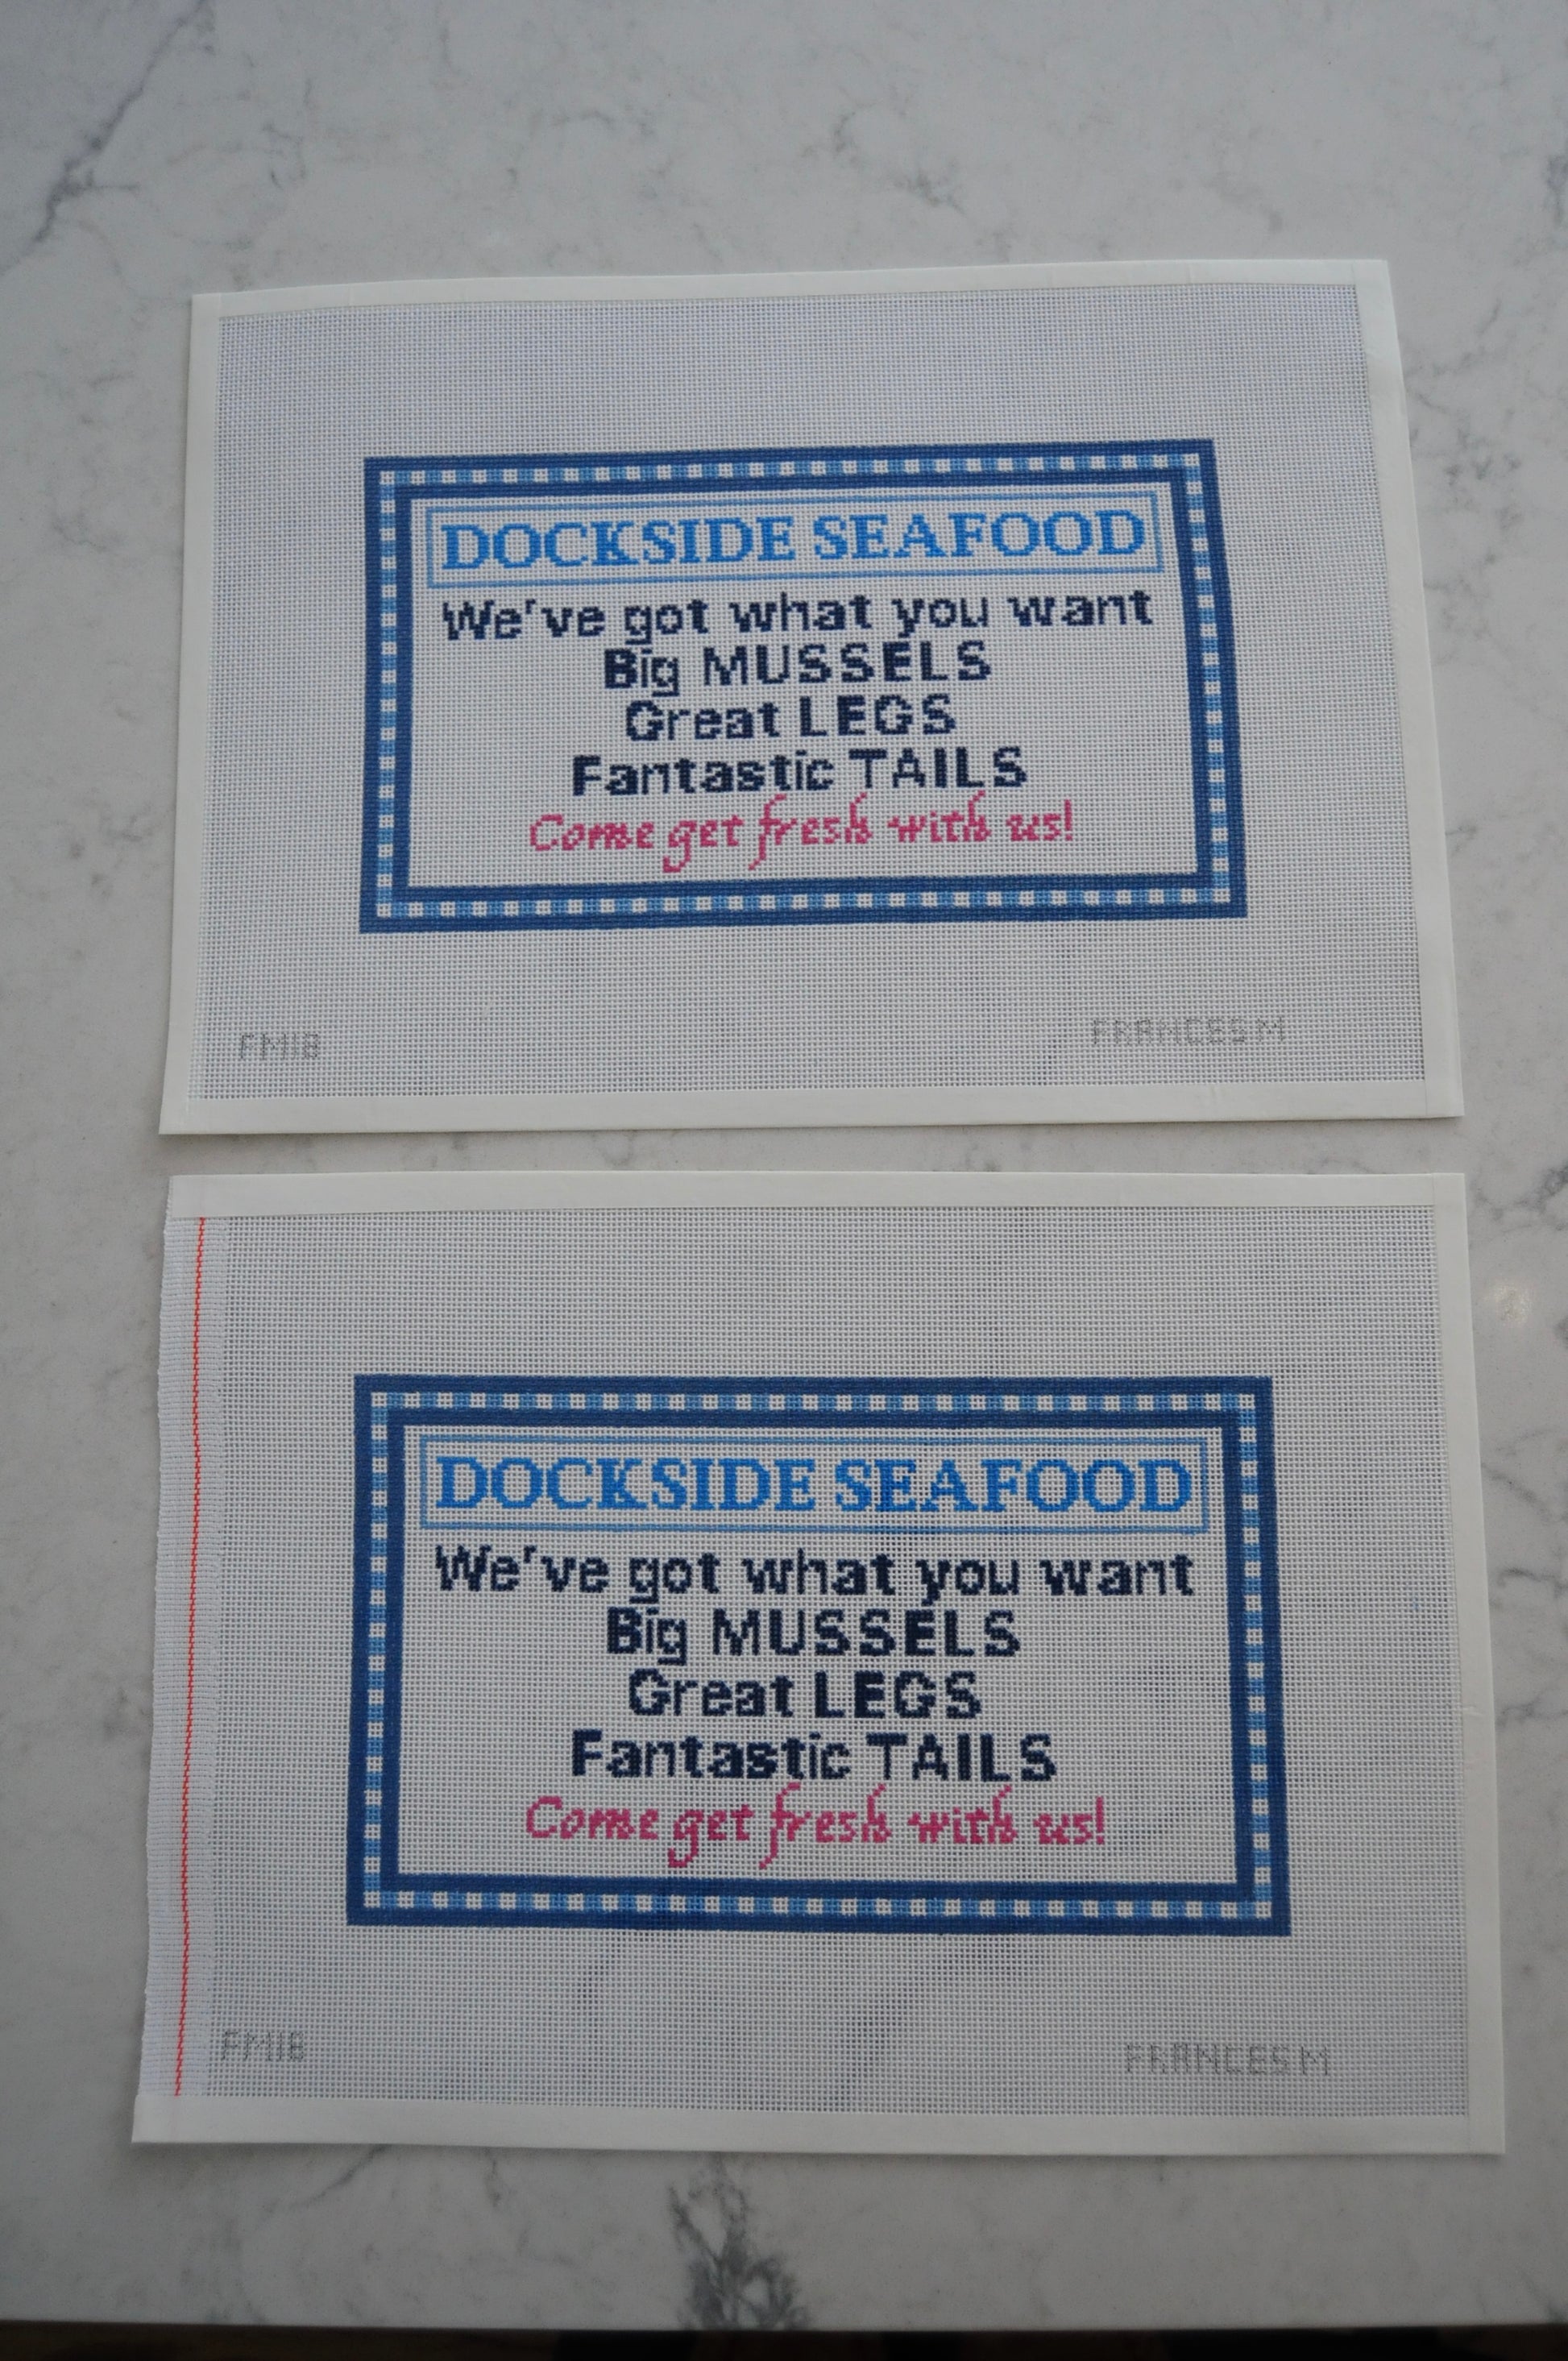 DOCKSIDE SEAFOOD
We've got what you want
Big MUSSELS
Great LEGS
Fantastic TAILS
Come get fresh with us!
FM18 FRANCES M
DOCKSIDE SEAFOOD
We've got what you want
Big MUSSELS
Great LEGS
Fantastic TAILS
Come get fresh with us!
FM18 FRANCES M